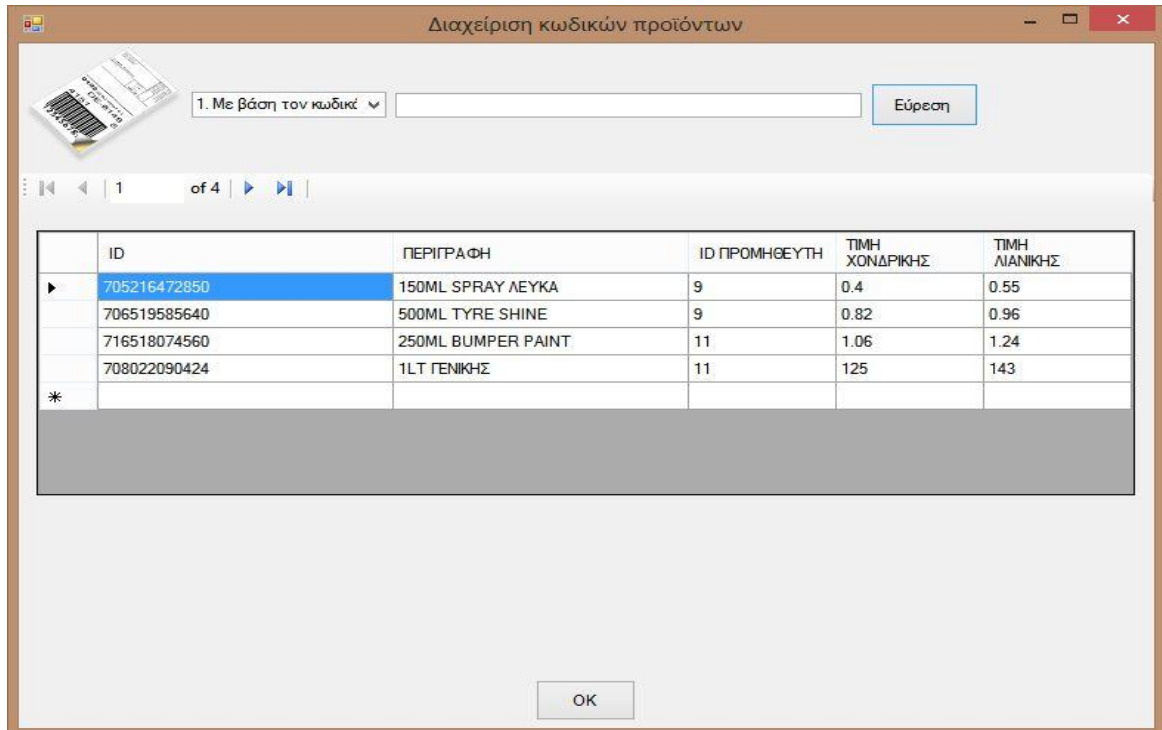 Διαχείριση κωδικών προϊόντων
1. Με βάση τον κωδικό
Εύρεση
1 of 4
ID ΠΕΡΙΓΡΑΦΗ ID ΠΡΟΜΗΘΕΥΤΗ ΤΙΜΗ ΧΟΝΔΡΙΚΗΣ ΤΙΜΗ ΛΙΑΝΙΚΗΣ
705216472850 150ML SPRAY ΛΕΥΚΑ 9 0.4 0.55
706519585640 500ML TYRE SHINE 9 0.82 0.96
716518074560 250ML BUMPER PAINT 11 1.06 1.24
708022090424 1LT ΓΕΝΙΚΗΣ 11 125 143
OK